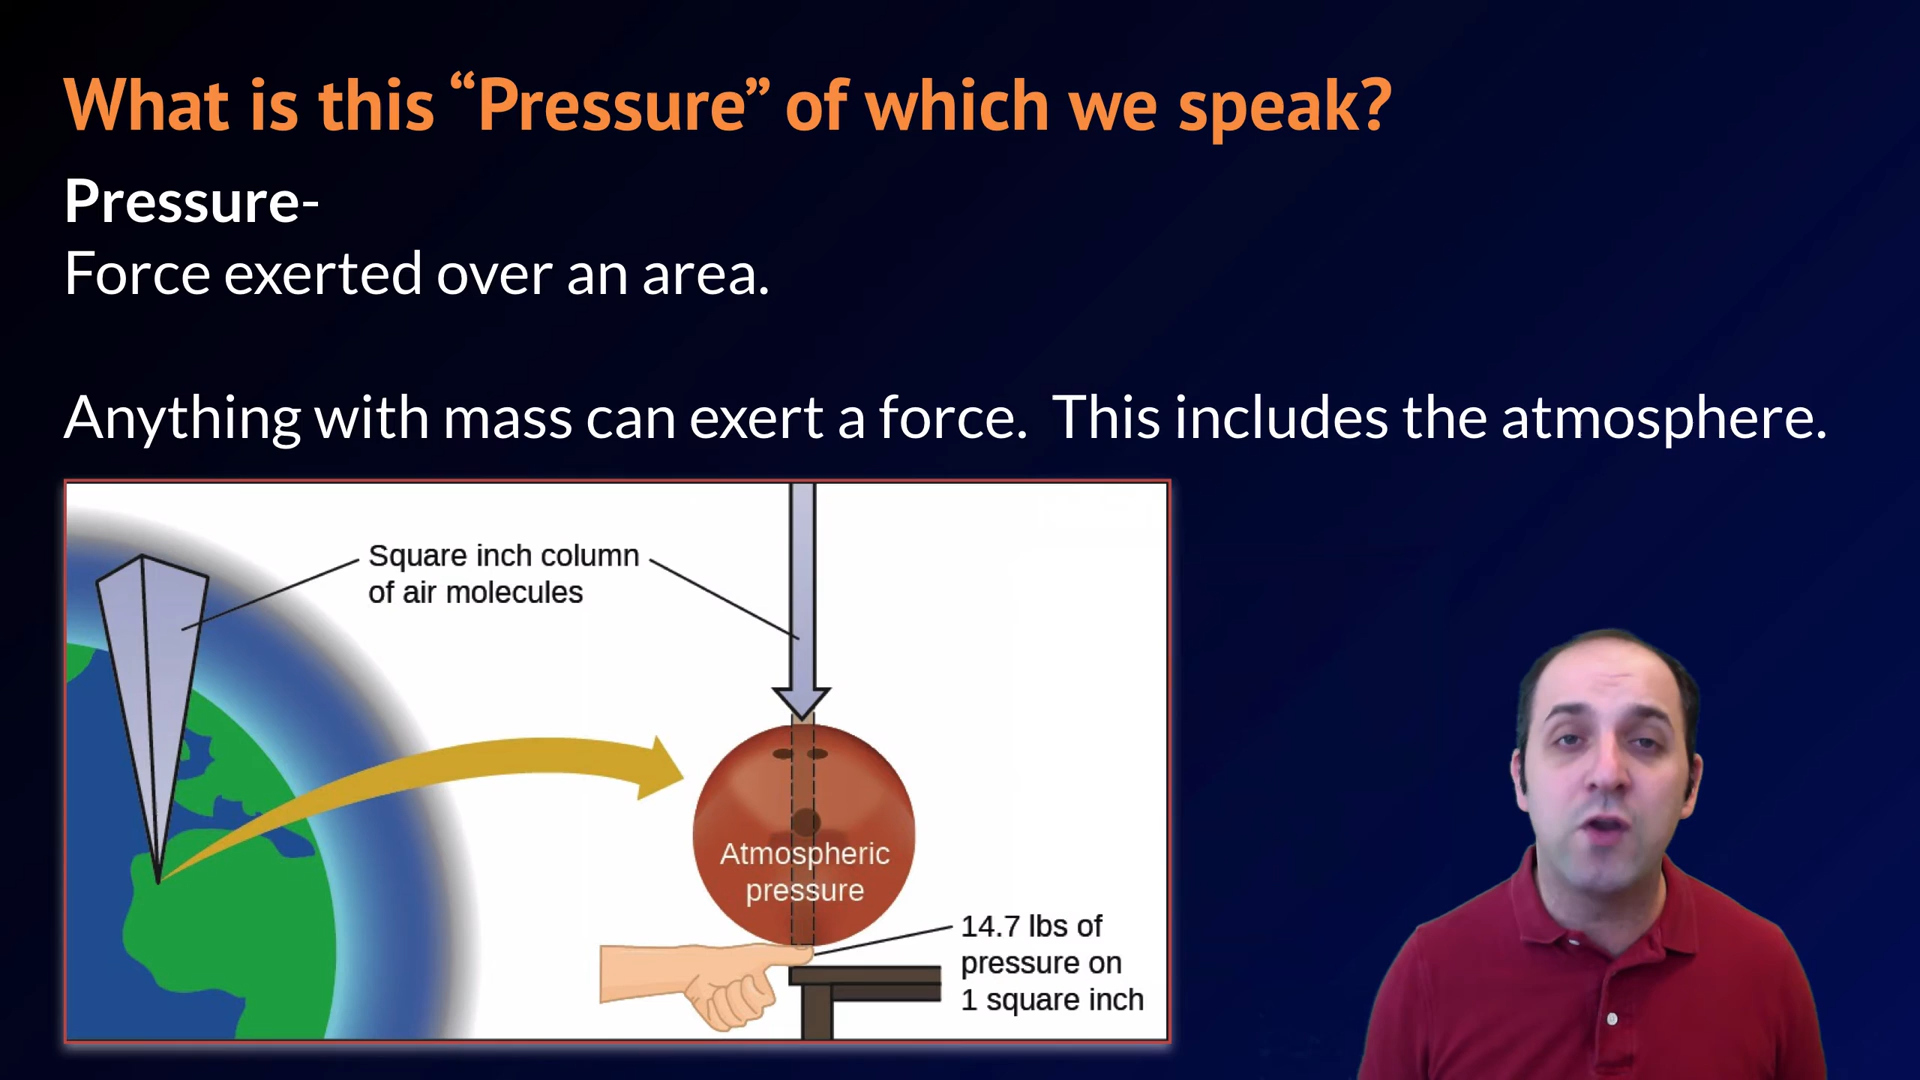 What is this “Pressure” of which we speak?
Pressure-
Force exerted over an area.
Anything with mass can exert a force.  This includes the atmosphere.
Square inch column
of air molecules
Atmospheric
pressure
14.7 lbs of
pressure on
1 square inch